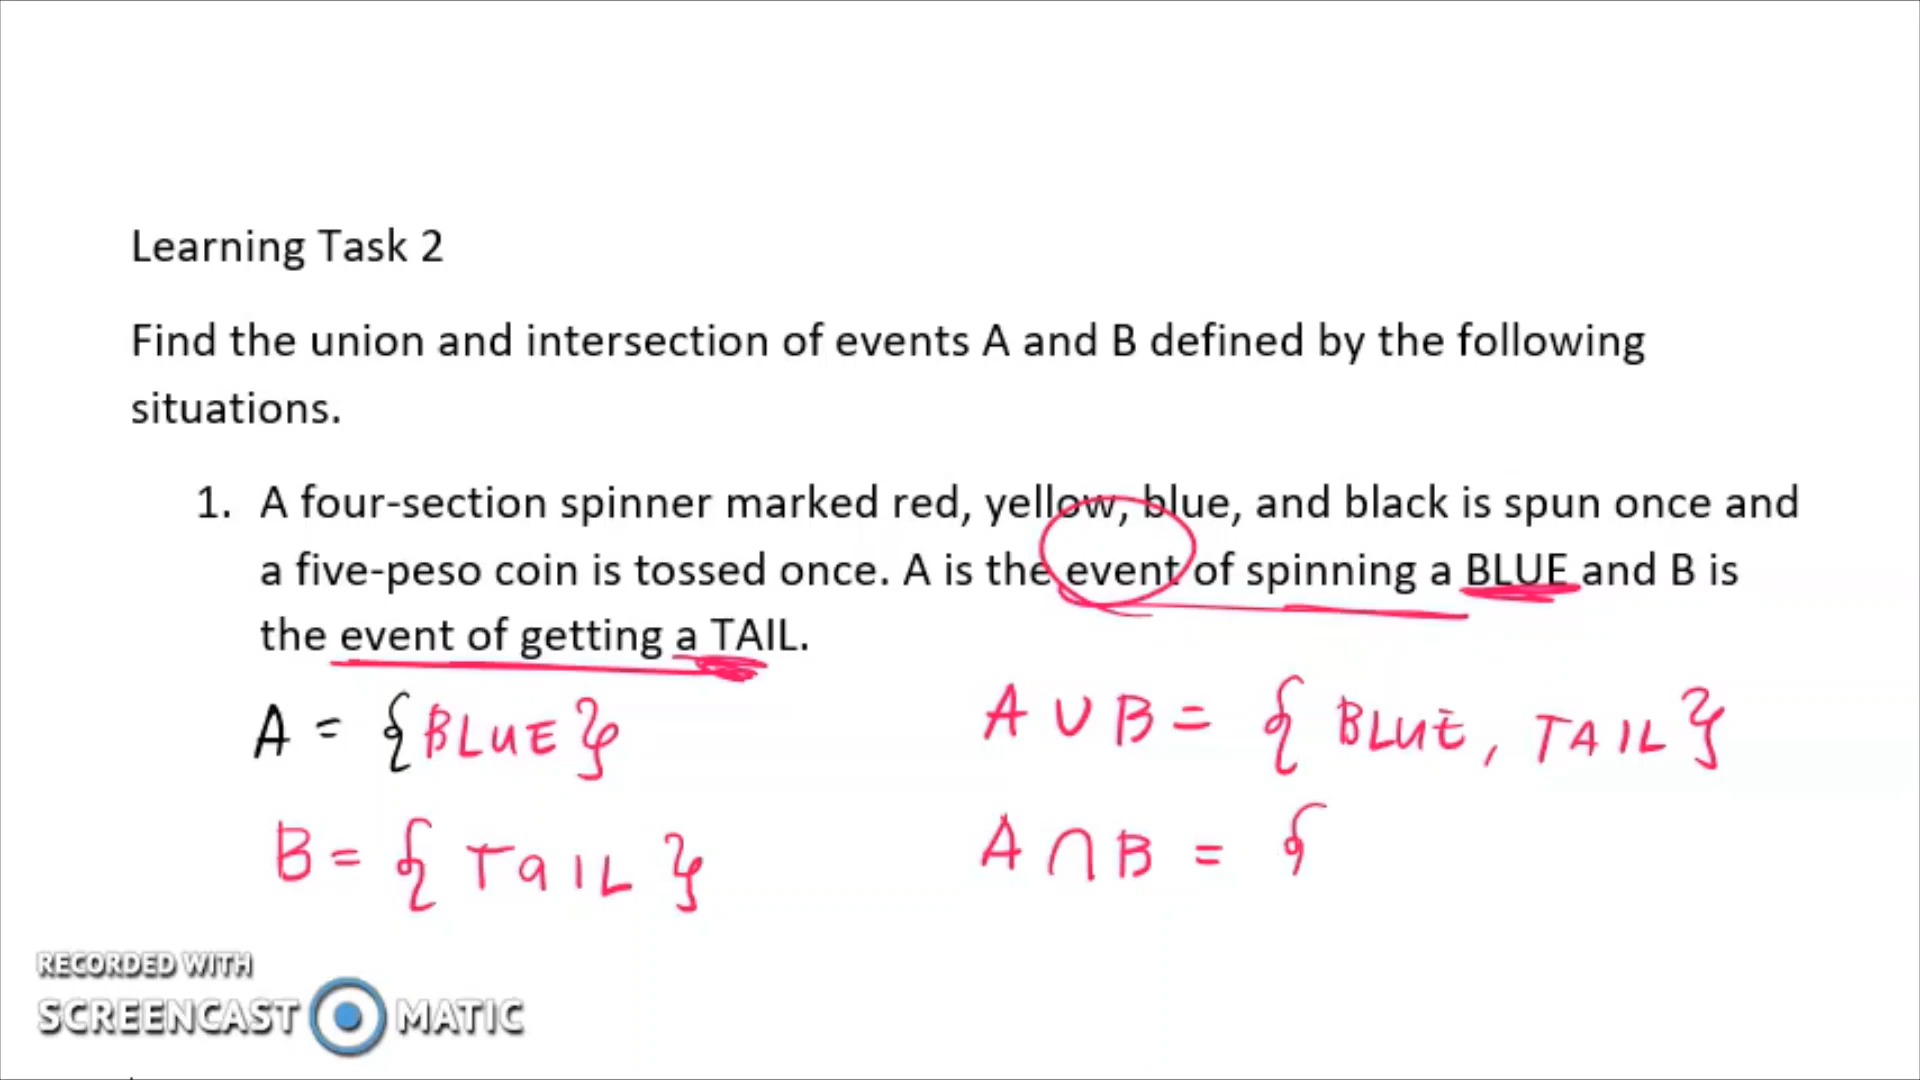 Learning Task 2
Find the union and intersection of events A and B defined by the following
situations.
1. A four-section spinner marked red, yellow, blue, and black is spun once and
a five-peso coin is tossed once. A is the event of spinning a BLUE and B is
the event of getting a TAIL.
A = {BLUE}
A ∪ B = { BLUE, TAIL}
B = { TaIL }
A ∩ B = {
RECORDED WITH
SCREENCAST MATIC